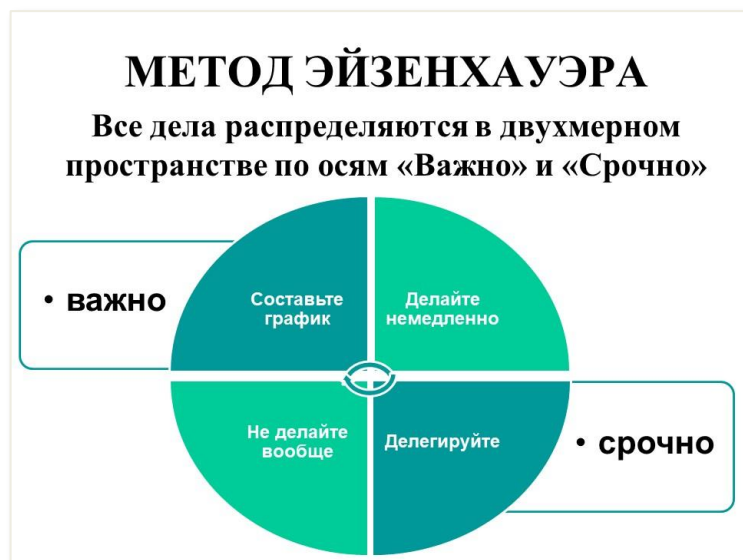 МЕТОД ЭЙЗЕНХАУЭРА
Все дела распределяются в двухмерном
пространстве по осям «Важно» и «Срочно»
• важно
Составьте
график
Делайте
немедленно
Не делайте
вообще
Делегируйте
• срочно